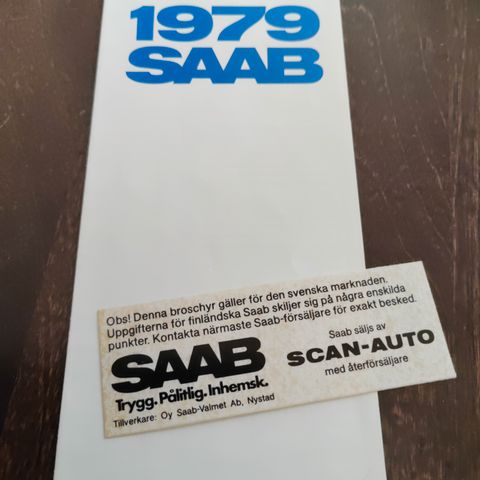 1979
SAAB
Obs! Denna broschyr gäller för den svenska marknaden.
Uppgifterna för finländska Saab skiljer sig på några enskilda
punkter. Kontakta närmaste Saab-försäljare för exakt besked.
SAAB
Trygg. Pålitlig. Inhemsk.
Tillverkare: Oy Saab-Valmet Ab, Nystad
Saab säljs av
SCAN-AUTO
med återförsäljare